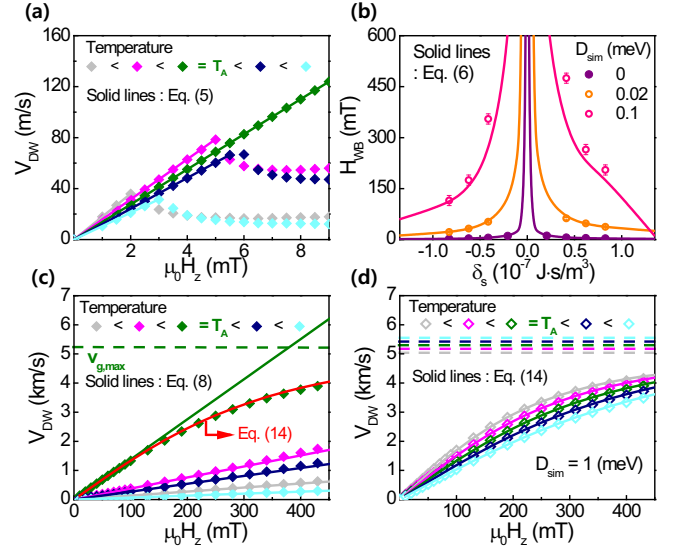 (a)
Temperature
< < = T_A < <
Solid lines : Eq. (5)
160
120
80
40
0
V_DW (m/s)
2 4 6 8
μ₀H_z (mT)
(b)
Solid lines
: Eq. (6)
D_sim (meV)
0
0.02
0.1
600
450
300
150
0
H_WB (mT)
-1.0 -0.5 0.0 0.5 1.0
δ_s (10⁻⁷ J·s/m³)
(c)
Temperature
< < = T_A < <
v_g,max
Solid lines : Eq. (8)
Eq. (14)
7
6
5
4
3
2
1
0
V_DW (km/s)
0 100 200 300 400
μ₀H_z (mT)
(d)
Temperature
< < = T_A < <
Solid lines : Eq. (14)
D_sim = 1 (meV)
7
6
5
4
3
2
1
0
V_DW (km/s)
100 200 300 400
μ₀H_z (mT)